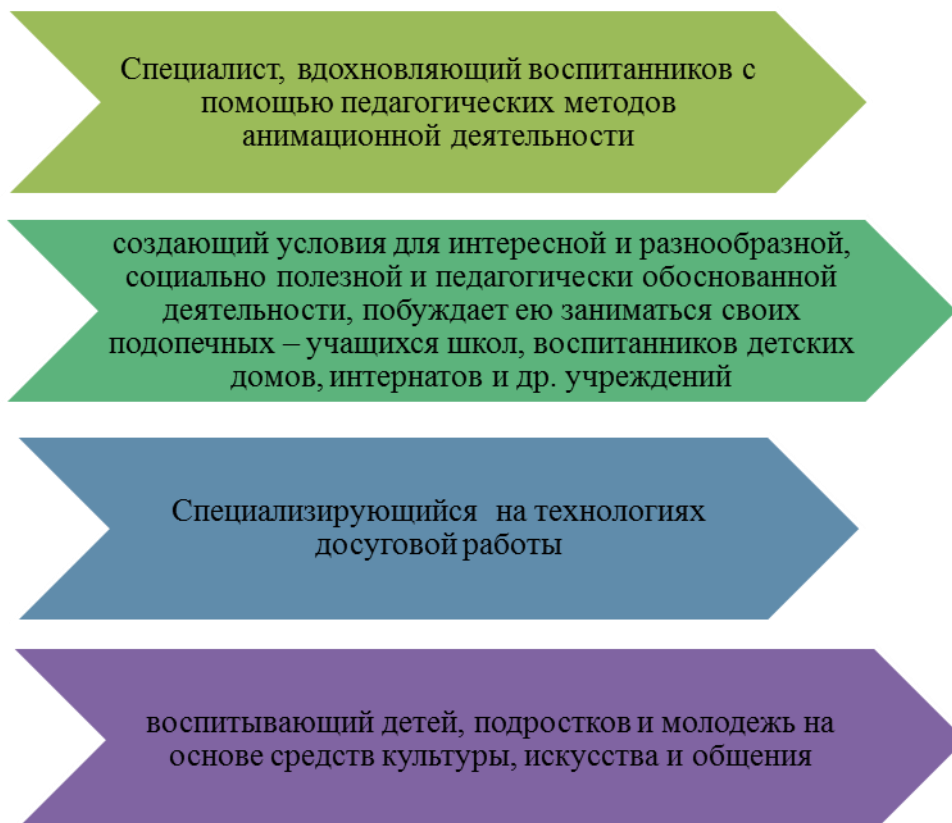 Специалист, вдохновляющий воспитанников с
помощью педагогических методов
анимационной деятельности
создающий условия для интересной и разнообразной,
социально полезной и педагогически обоснованной
деятельности, побуждает ею заниматься своих
подопечных – учащихся школ, воспитанников детских
домов, интернатов и др. учреждений
Специализирующийся на технологиях
досуговой работы
воспитывающий детей, подростков и молодежь на
основе средств культуры, искусства и общения